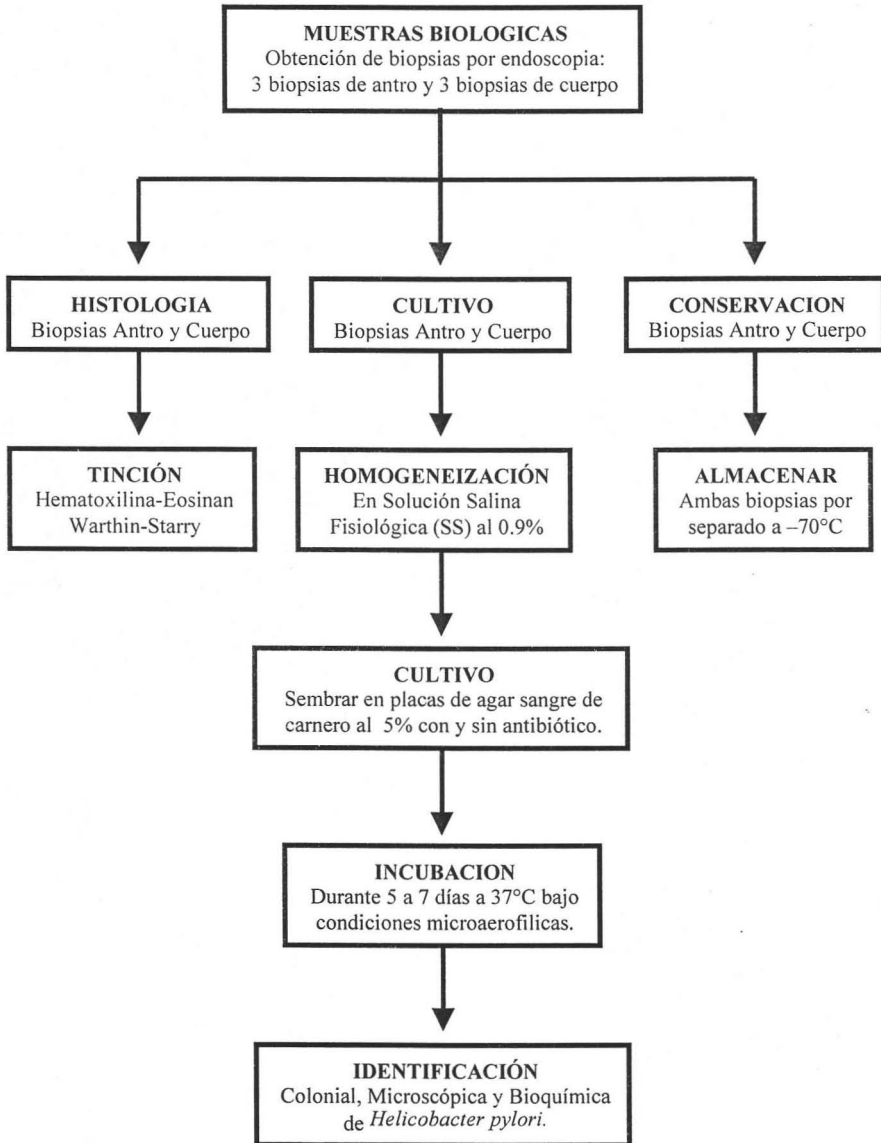 MUESTRAS BIOLOGICAS
Obtención de biopsias por endoscopia:
3 biopsias de antro y 3 biopsias de cuerpo
HISTOLOGIA
Biopsias Antro y Cuerpo
CULTIVO
Biopsias Antro y Cuerpo
CONSERVACION
Biopsias Antro y Cuerpo
TINCIÓN
Hematoxilina-Eosinan
Warthin-Starry
HOMOGENEIZACIÓN
En Solución Salina
Fisiológica (SS) al 0.9%
ALMACENAR
Ambas biopsias por
separado a –70°C
CULTIVO
Sembrar en placas de agar sangre de
carnero al 5% con y sin antibiótico.
INCUBACION
Durante 5 a 7 días a 37°C bajo
condiciones microaerofilicas.
IDENTIFICACIÓN
Colonial, Microscópica y Bioquímica
de Helicobacter pylori.